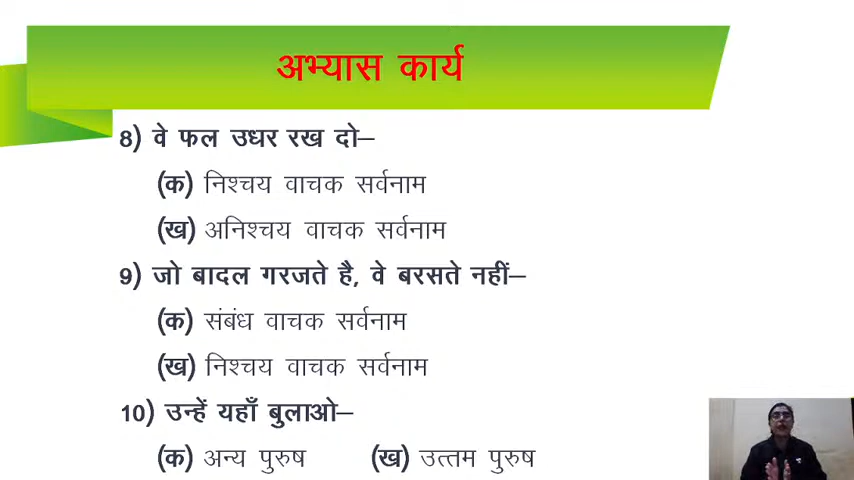 अभ्यास कार्य
8) वे फल उधर रख दो–
(क) निश्चय वाचक सर्वनाम
(ख) अनिश्चय वाचक सर्वनाम
9) जो बादल गरजते है, वे बरसते नहीं–
(क) संबंध वाचक सर्वनाम
(ख) निश्चय वाचक सर्वनाम
10) उन्हें यहाँ बुलाओ–
(क) अन्य पुरुष (ख) उत्तम पुरुष